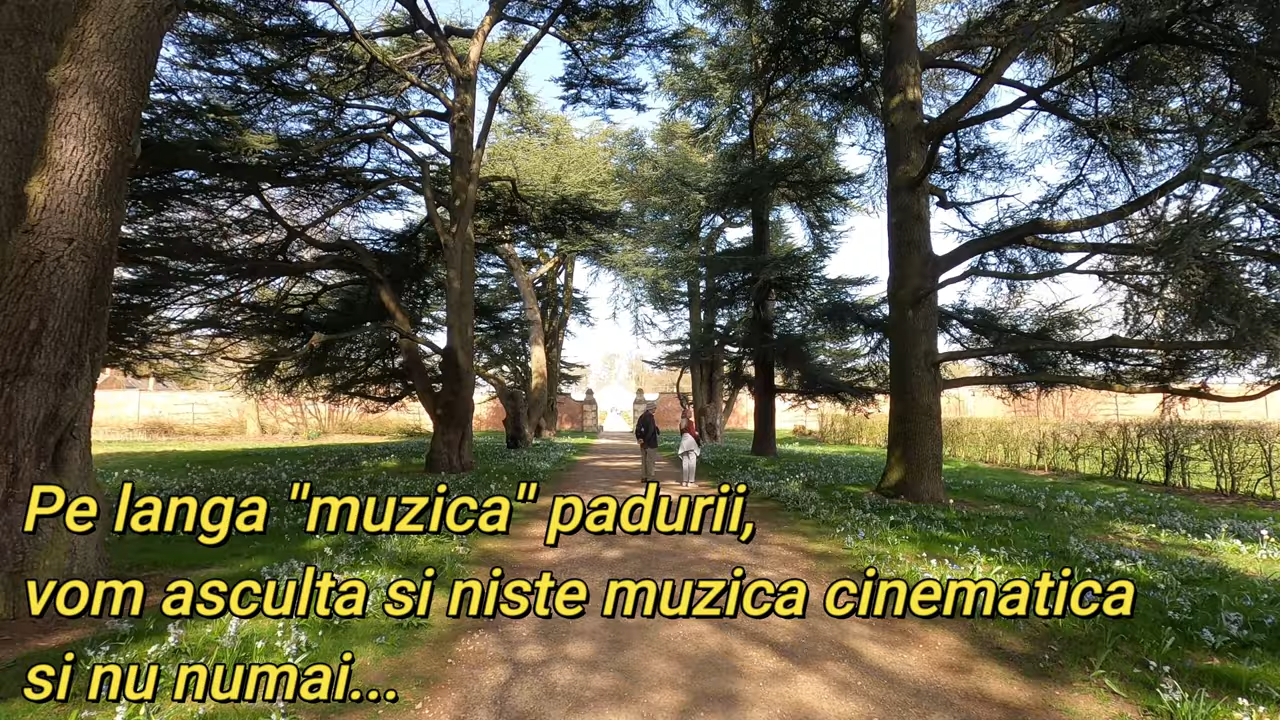 Pe langa "muzica" padurii,
vom asculta si niste muzica cinematica
si nu numai...